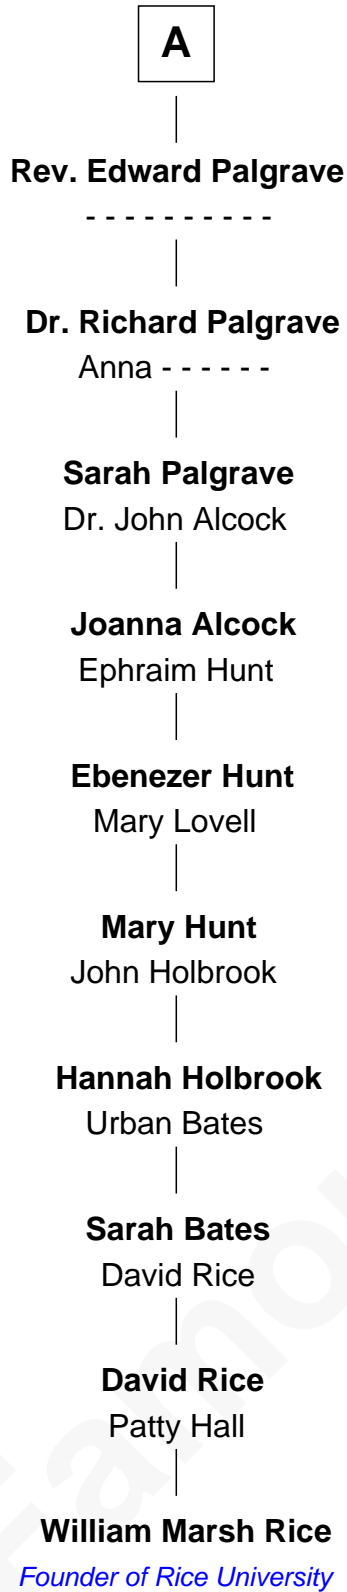 A
Rev. Edward Palgrave
- - - - - - - - - -
Dr. Richard Palgrave
Anna - - - - - -
Sarah Palgrave
Dr. John Alcock
Joanna Alcock
Ephraim Hunt
Ebenezer Hunt
Mary Lovell
Mary Hunt
John Holbrook
Hannah Holbrook
Urban Bates
Sarah Bates
David Rice
David Rice
Patty Hall
William Marsh Rice
Founder of Rice University